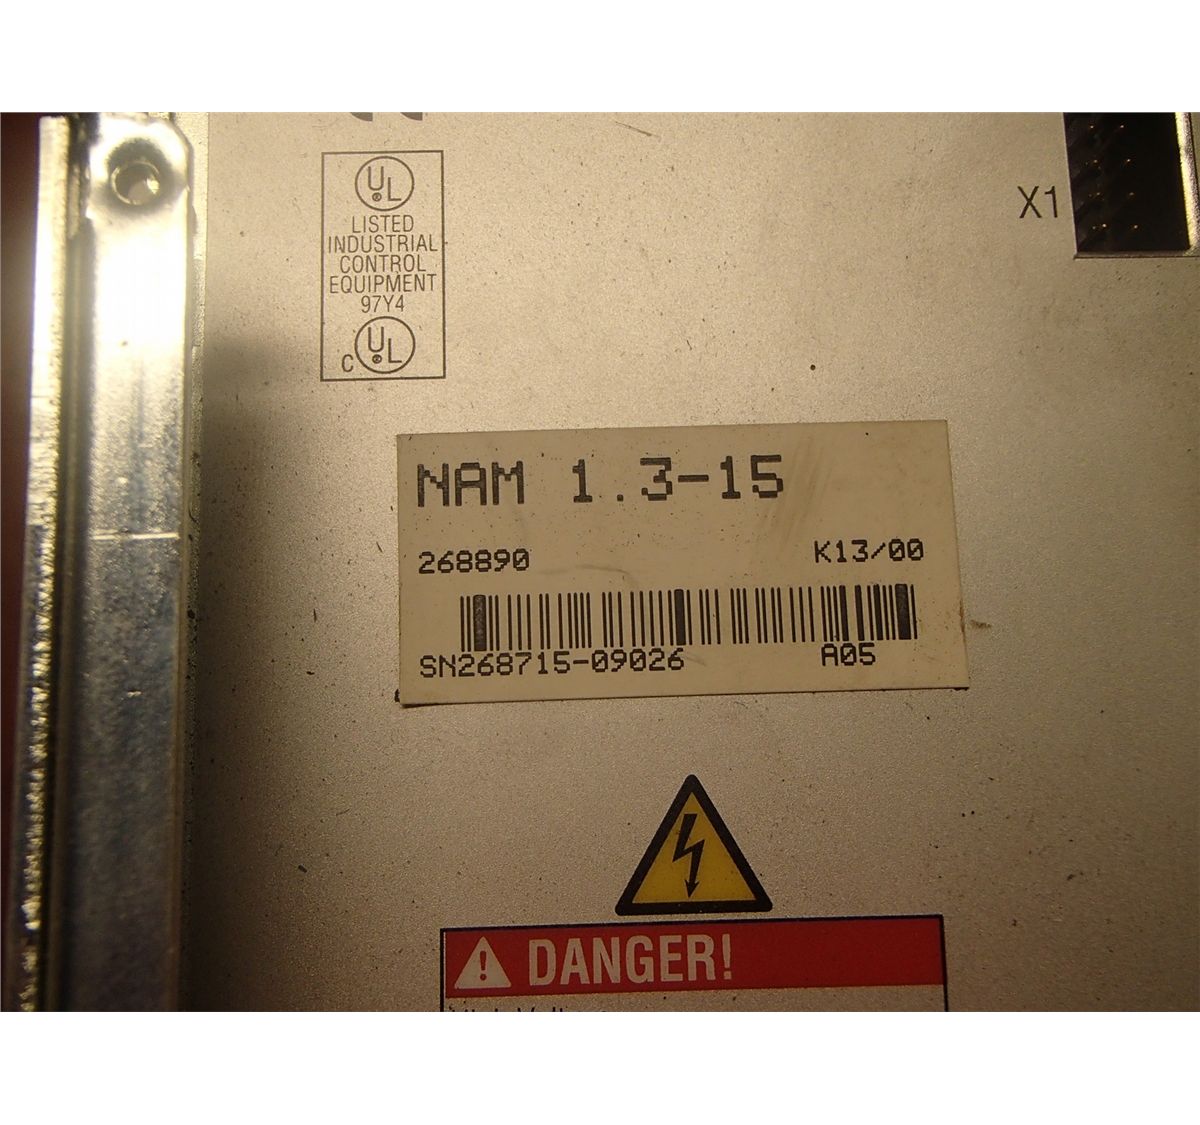 UL
LISTED
INDUSTRIAL
CONTROL
EQUIPMENT
97Y4
C UL
X1
NAM 1.3-15
268890 K13/00
SN268715-09026 A05
DANGER!